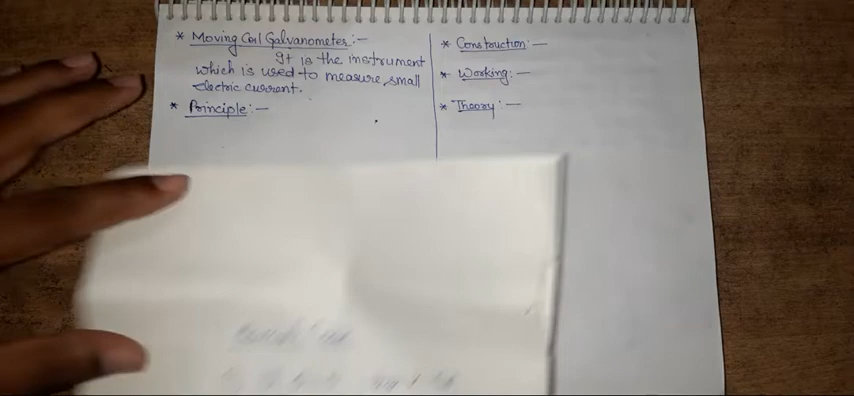 * Moving Coil Galvanometer:-
It is the instrument
which is used to measure small
electric current.
* Principle:-
* Construction:-
* Working:-
* Theory:-